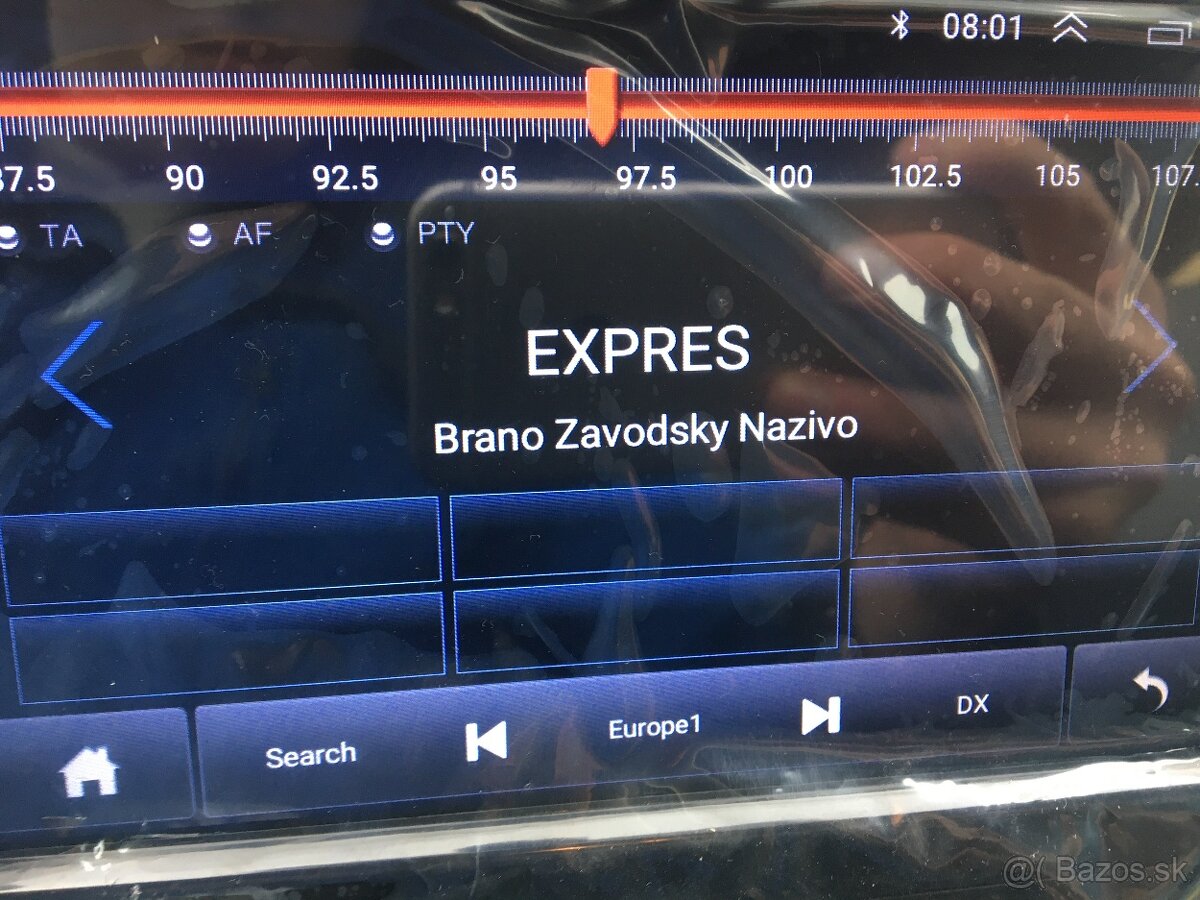 08:01
87.5 90 92.5 95 97.5 100 102.5 105 107.
TA AF PTY
EXPRES
Brano Zavodsky Nazivo
Search Europe1 DX
@( Bazos.sk